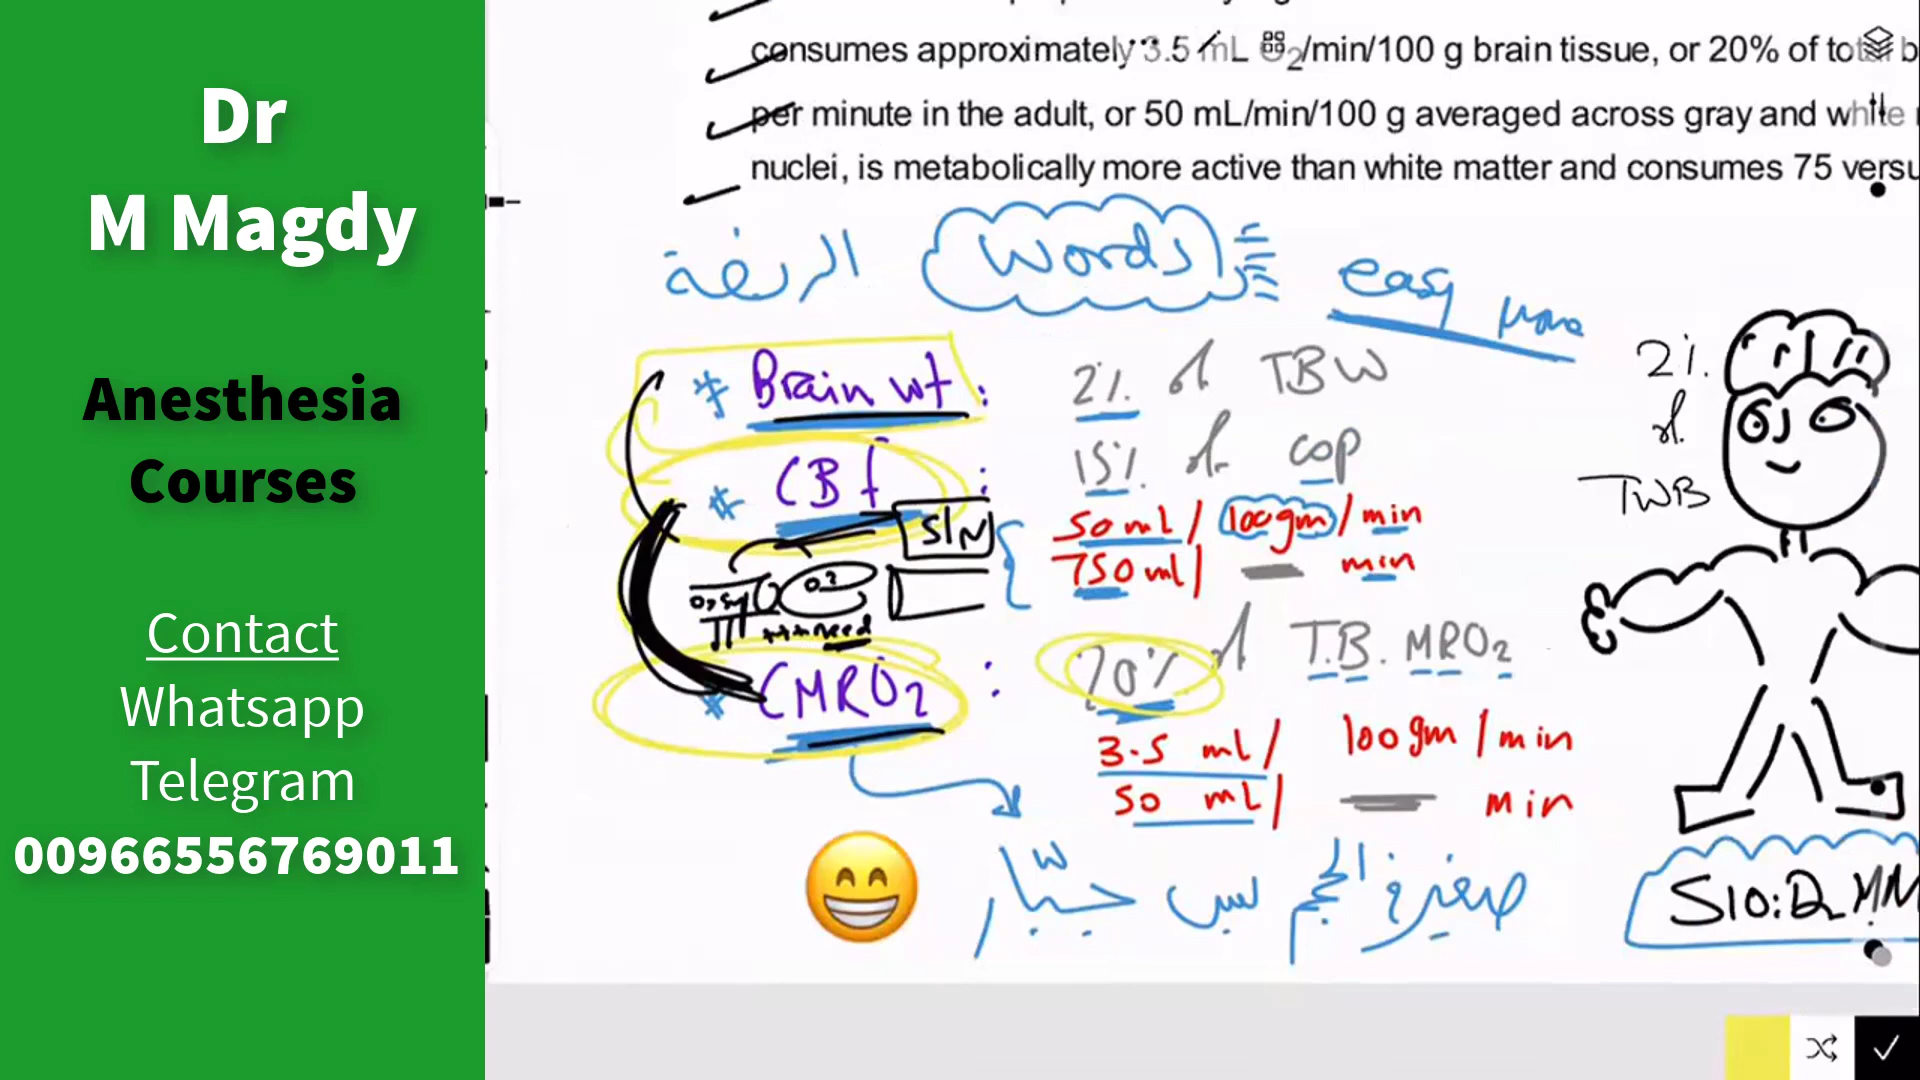 Dr
M Magdy
Anesthesia
Courses
Contact
Whatsapp
Telegram
00966556769011
consumes approximately 3.5 mL O2/min/100 g brain tissue, or 20% of total b
per minute in the adult, or 50 mL/min/100 g averaged across gray and white
nuclei, is metabolically more active than white matter and consumes 75 versu
Words easy
* Brain wt : 2% of TBW
* CBf : 15% of cop
50 ml / 100gm / min
750 ml / min
need
* CMRO2 : 20% of T.B. MRO2
3.5 ml / 100 gm / min
50 ml / min
صغير في الحجم بس جبّار
2%
of
TWB